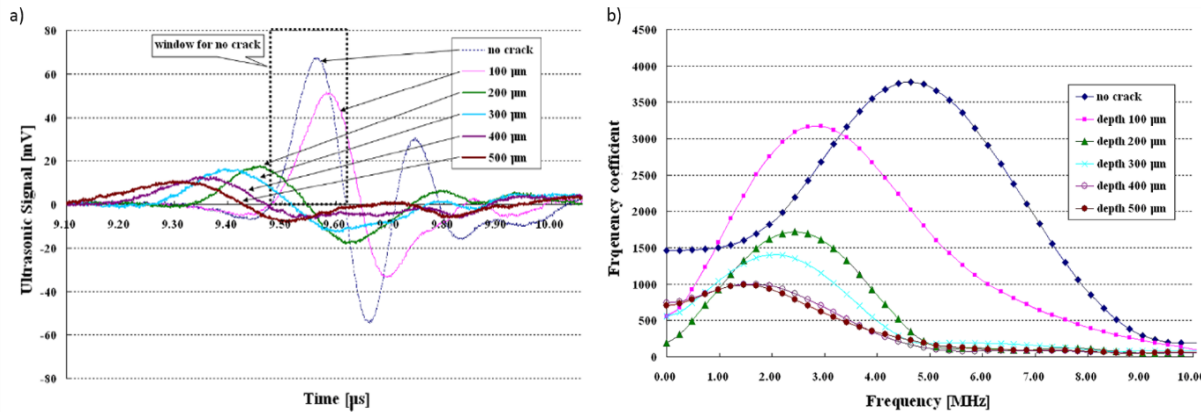 a)
80
60
40
20
0
-20
-40
-60
-80
Ultrasonic Signal [mV]
window for no crack
no crack
100 µm
200 µm
300 µm
400 µm
500 µm
9.10
9.30
9.40
9.50
9.60
9.70
9.80
9.90
10.00
Time [µs]
b)
4500
4000
3500
3000
2500
2000
1500
1000
500
0
Frquency coefficient
no crack
depth 100 µm
depth 200 µm
depth 300 µm
depth 400 µm
depth 500 µm
0.00 1.00 2.00 3.00 4.00 5.00 6.00 7.00 8.00 9.00 10.00
Frequency [MHz]